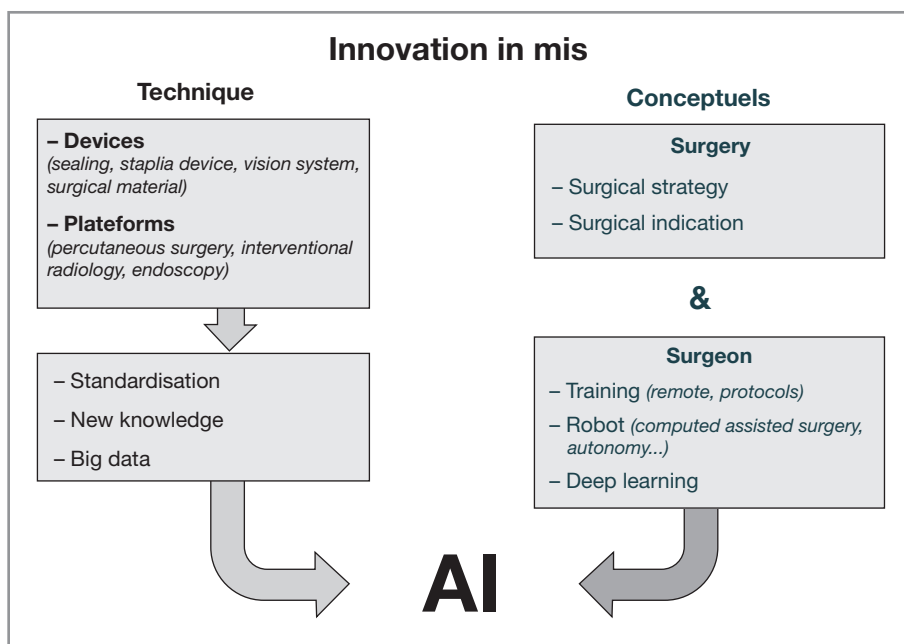 Innovation in mis
Technique
– Devices
(sealing, staplia device, vision system,
surgical material)
– Plateforms
(percutaneous surgery, interventional
radiology, endoscopy)
– Standardisation
– New knowledge
– Big data
Conceptuels
Surgery
– Surgical strategy
– Surgical indication
&
Surgeon
– Training (remote, protocols)
– Robot (computed assisted surgery,
autonomy...)
– Deep learning
AI